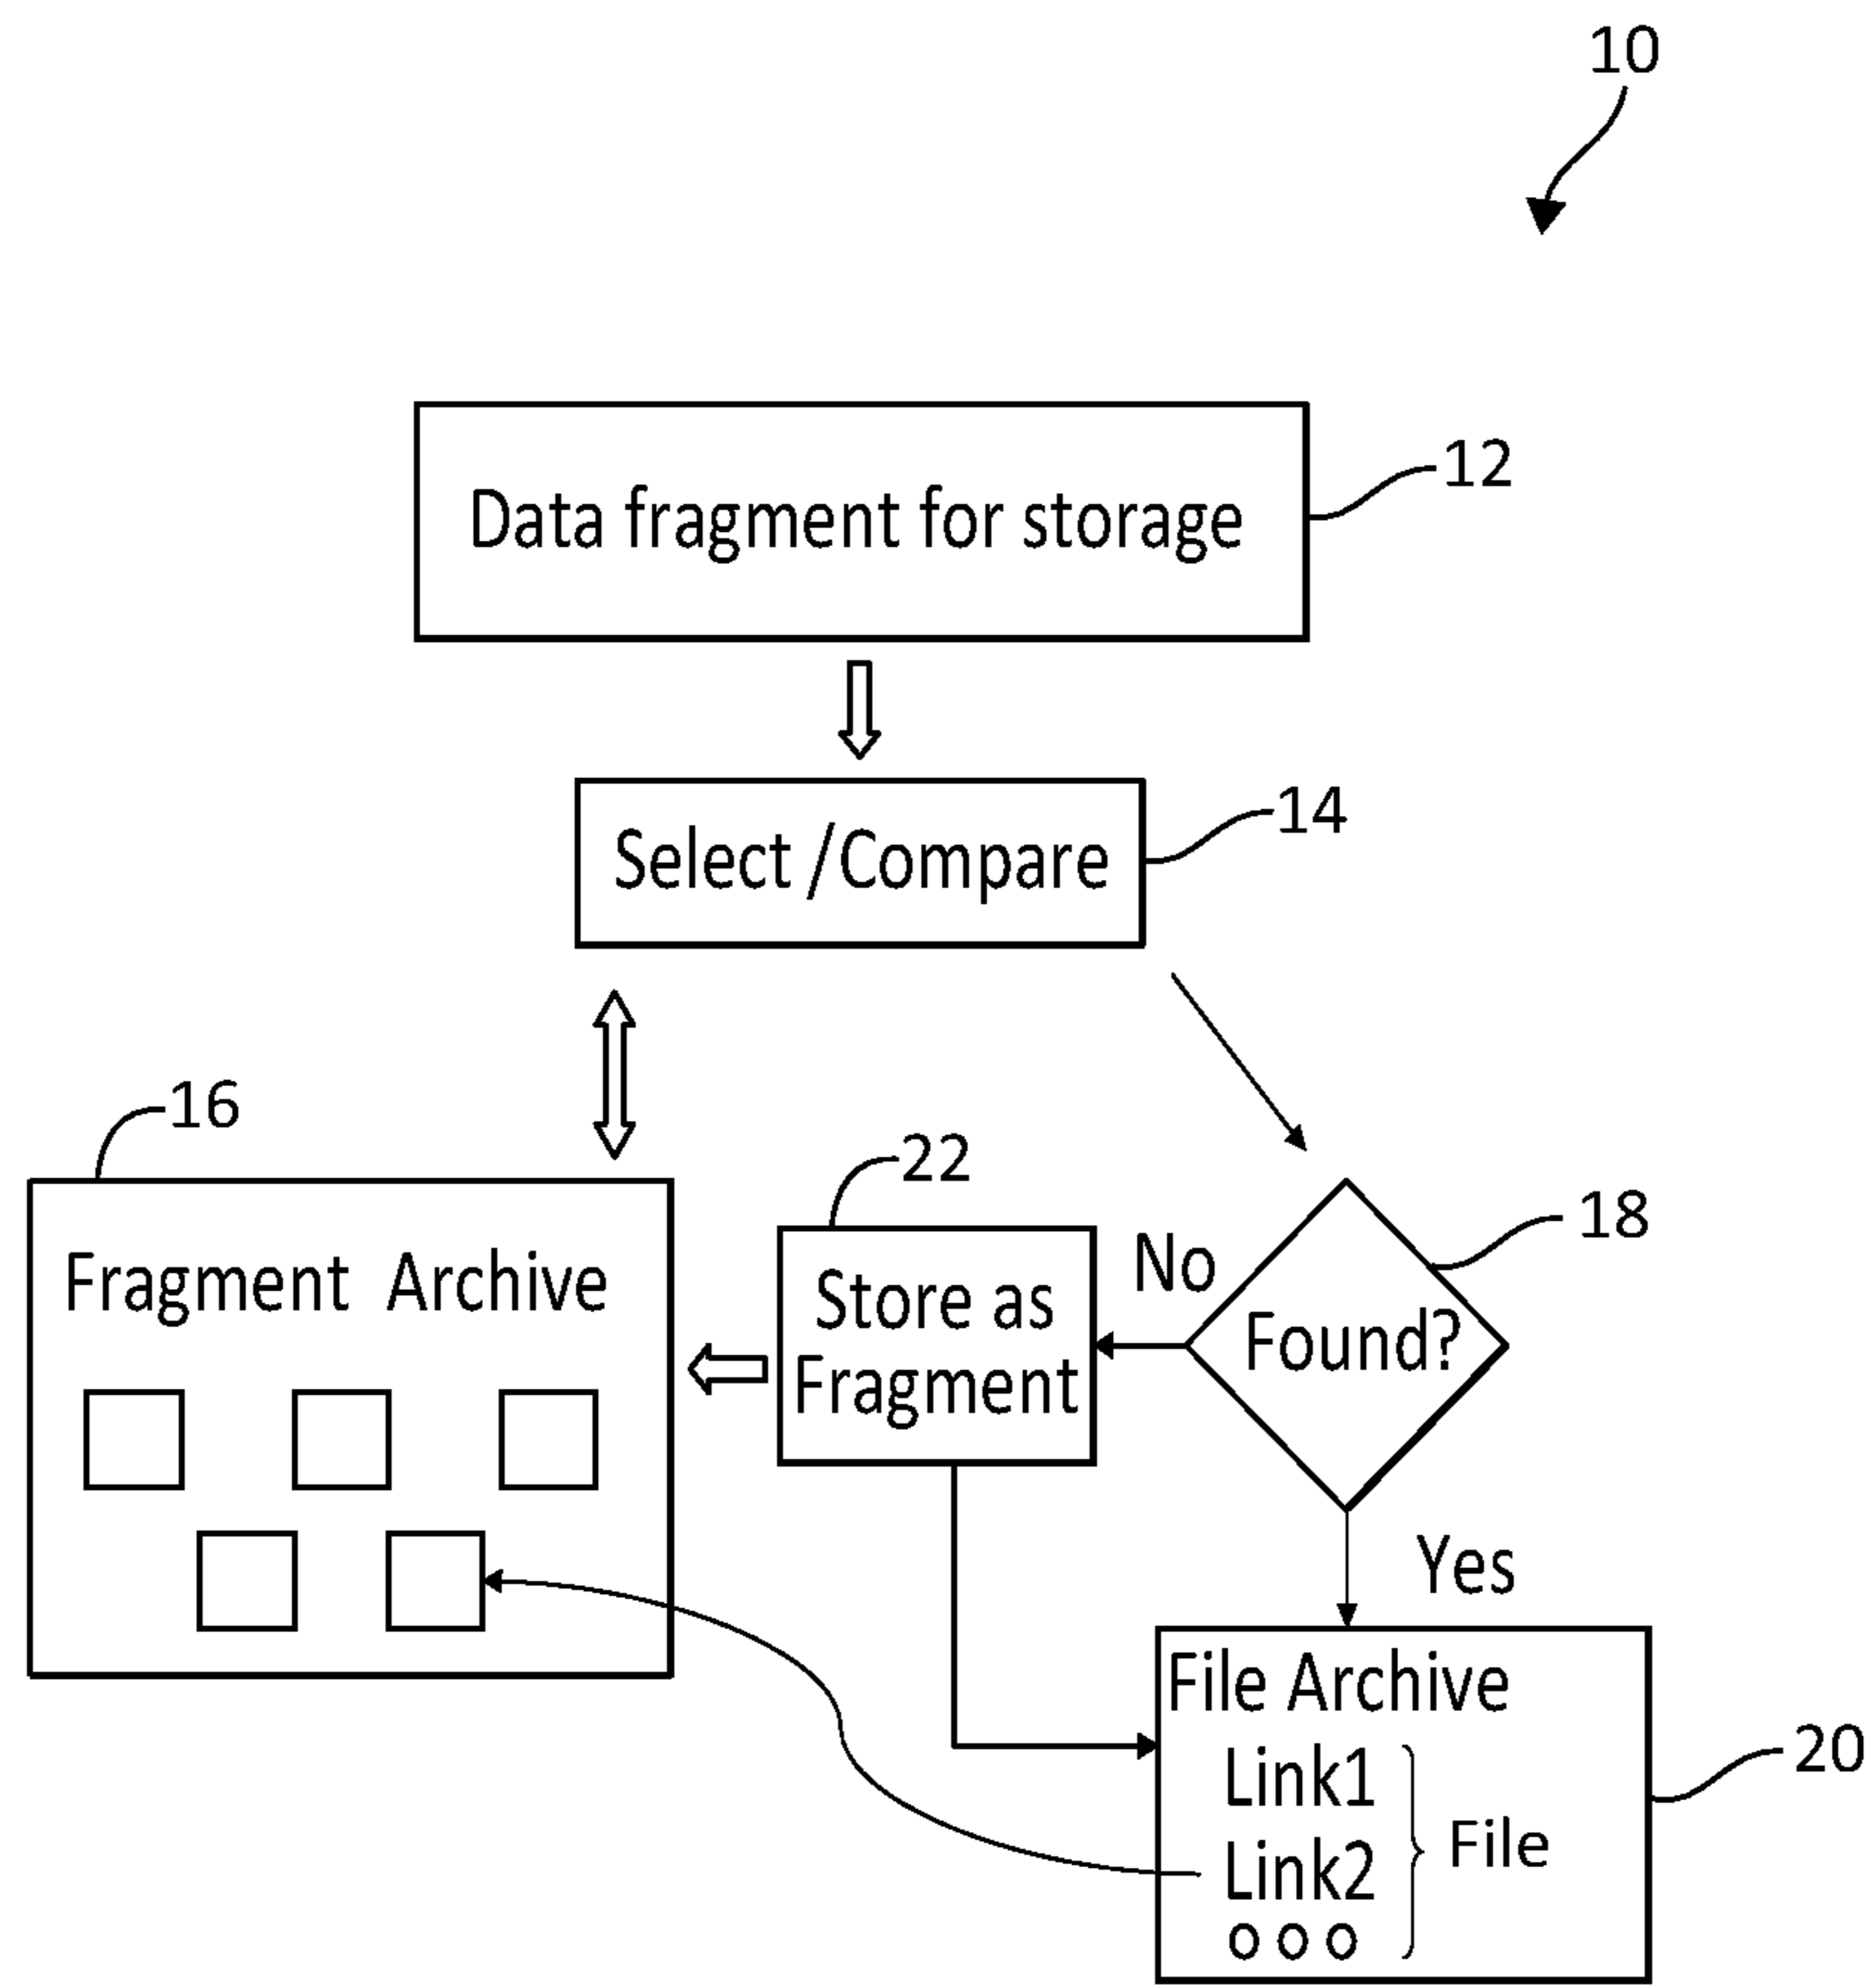 10
Data fragment for storage
12
Select /Compare
14
16
Fragment Archive
22
Store as
Fragment
No
Found?
18
Yes
File Archive
Link1
Link2
o o o
File
20